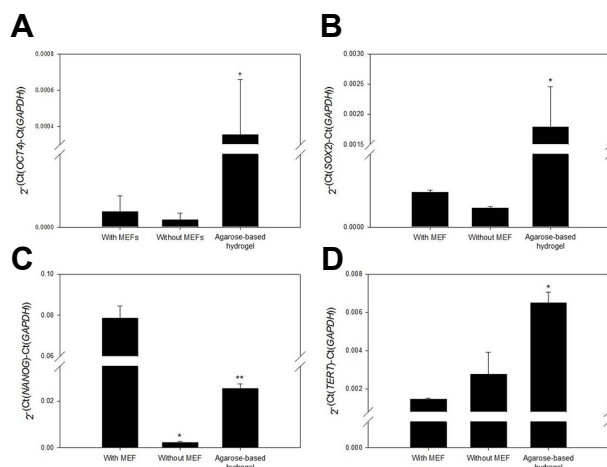 A
2^-(Ct(OCT4)-Ct(GAPDH))
0.0008
0.0006
0.0004
0.0000
*
With MEFs
Without MEFs
Agarose-based
hydrogel
B
2^-(Ct(SOX2)-Ct(GAPDH))
0.0030
0.0025
0.0020
0.0015
0.0000
*
With MEF
Without MEF
Agarose-based
hydrogel
C
2^-(Ct(NANOG)-Ct(GAPDH))
0.10
0.08
0.06
0.02
0.00
*
**
With MEF
Without MEF
Agarose-based
hydrogel
D
2^-(Ct(TERT)-Ct(GAPDH))
0.008
0.006
0.004
0.002
0.000
*
With MEF
Without MEF
Agarose-based
hydrogel